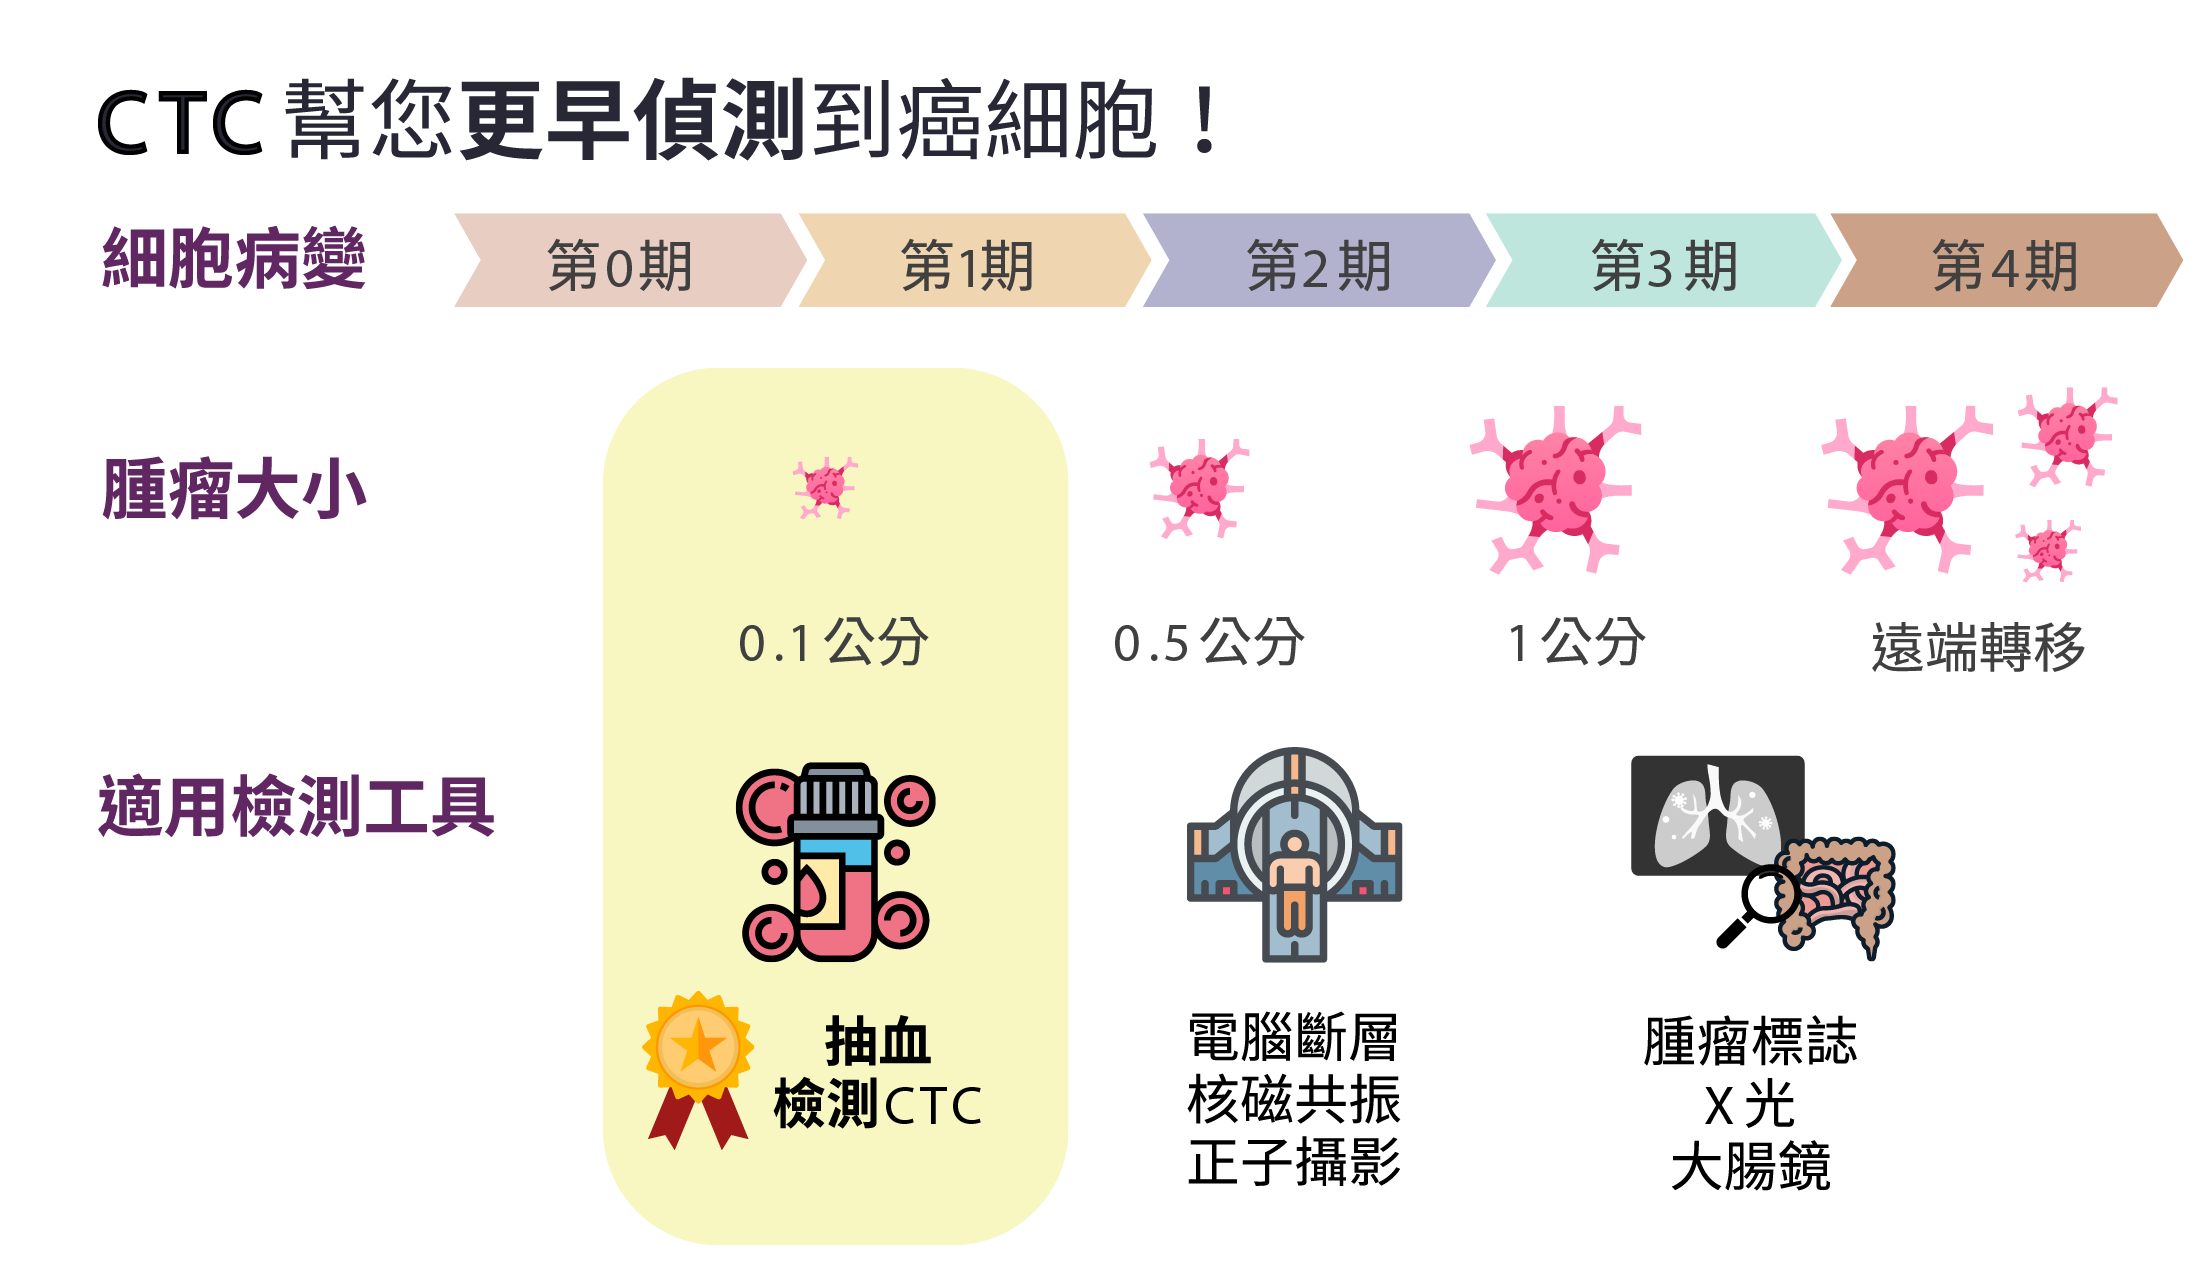 CTC 幫您更早偵測到癌細胞！
細胞病變
第0期
第1期
第2期
第3期
第4期
腫瘤大小
0.1公分
0.5公分
1公分
遠端轉移
適用檢測工具
抽血
檢測CTC
電腦斷層
核磁共振
正子攝影
腫瘤標誌
X光
大腸鏡